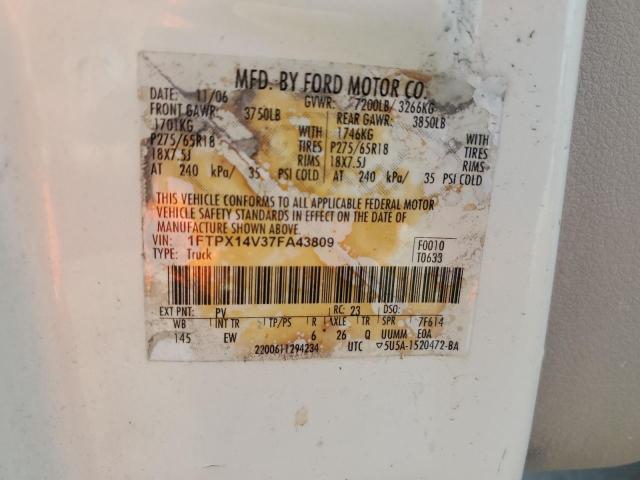 MFD. BY FORD MOTOR CO.
DATE: 11/06 GVWR: 7200LB/ 3266KG
FRONT GAWR: 3750LB REAR GAWR: 3850LB
1701KG WITH 1746KG WITH
P275/65R18 TIRES P275/65R18 TIRES
18X7.5J RIMS 18X7.5J RIMS
AT 240 kPa/ 35 PSI COLD AT 240 kPa/ 35 PSI COLD
THIS VEHICLE CONFORMS TO ALL APPLICABLE FEDERAL MOTOR
VEHICLE SAFETY STANDARDS IN EFFECT ON THE DATE OF
MANUFACTURE SHOWN ABOVE.
VIN: 1FTPX14V37FA43809 F0010
TYPE: Truck T0633
EXT PNT: PV RC: 23 DSO:
WB INT TR TP/PS R AXLE TR SPR 7F614
145 EW 6 26 Q UUMM E0A
2200611294234 UTC ▽5U5A-1520472-BA